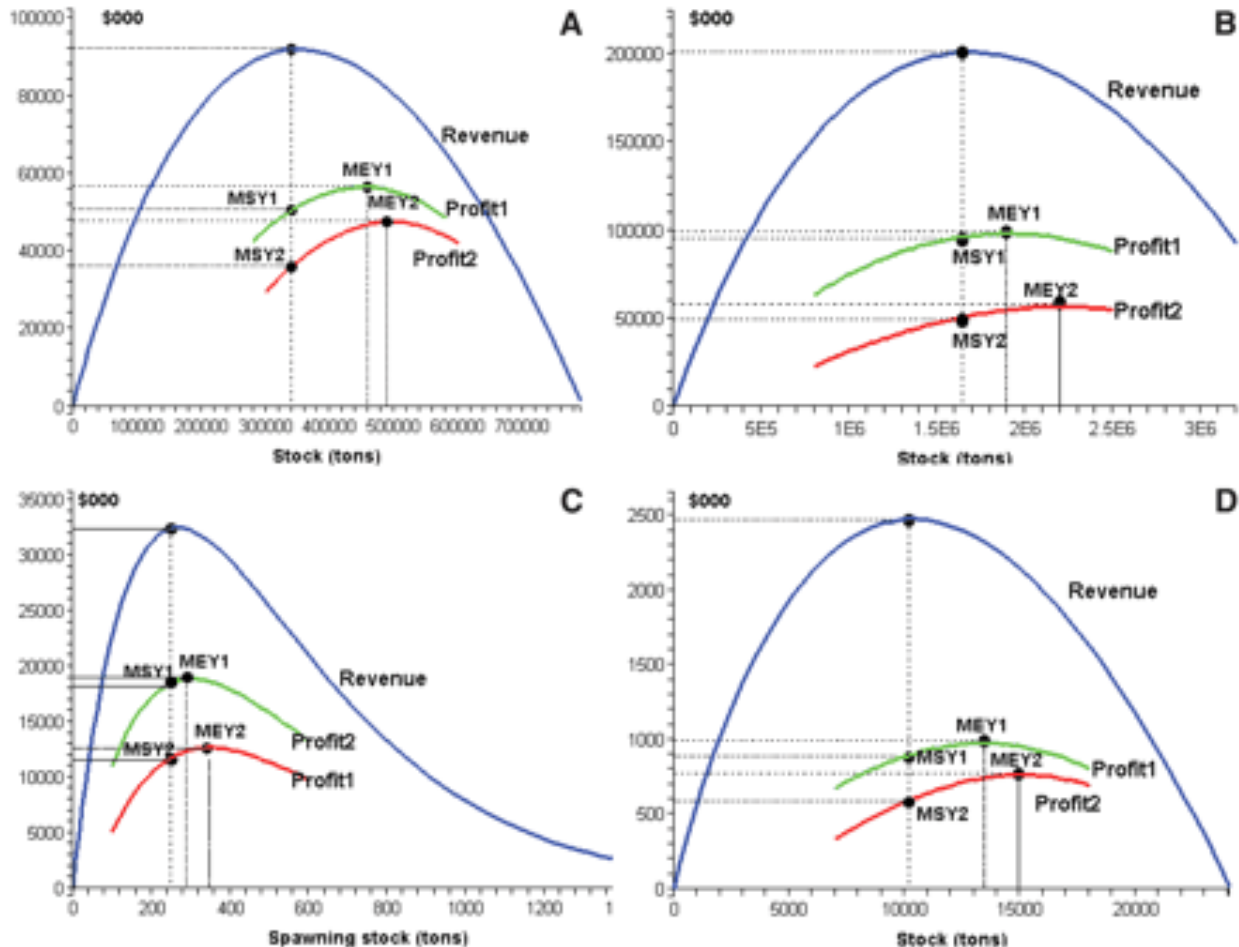 $000
A
100000
80000
60000
40000
20000
0
Revenue
MEY1
MSY1
MEY2
Profit1
MSY2
Profit2
0 100000 200000 300000 400000 500000 600000 700000
Stock (tons)
$000
B
200000
150000
100000
50000
0
Revenue
MEY1
Profit1
MSY1
MEY2
Profit2
MSY2
0 5E5 1E6 1.5E6 2E6 2.5E6 3E6
Stock (tons)
$000
C
35000
30000
25000
20000
15000
10000
5000
0
Revenue
MSY1
MEY1
MSY2
MEY2
Profit2
Profit1
0 200 400 600 800 1000 1200 1
Spawning stock (tons)
$000
D
2500
2000
1500
1000
500
0
Revenue
MEY1
MSY1
MEY2
Profit1
MSY2
Profit2
0 5000 10000 15000 20000
Stock (tons)